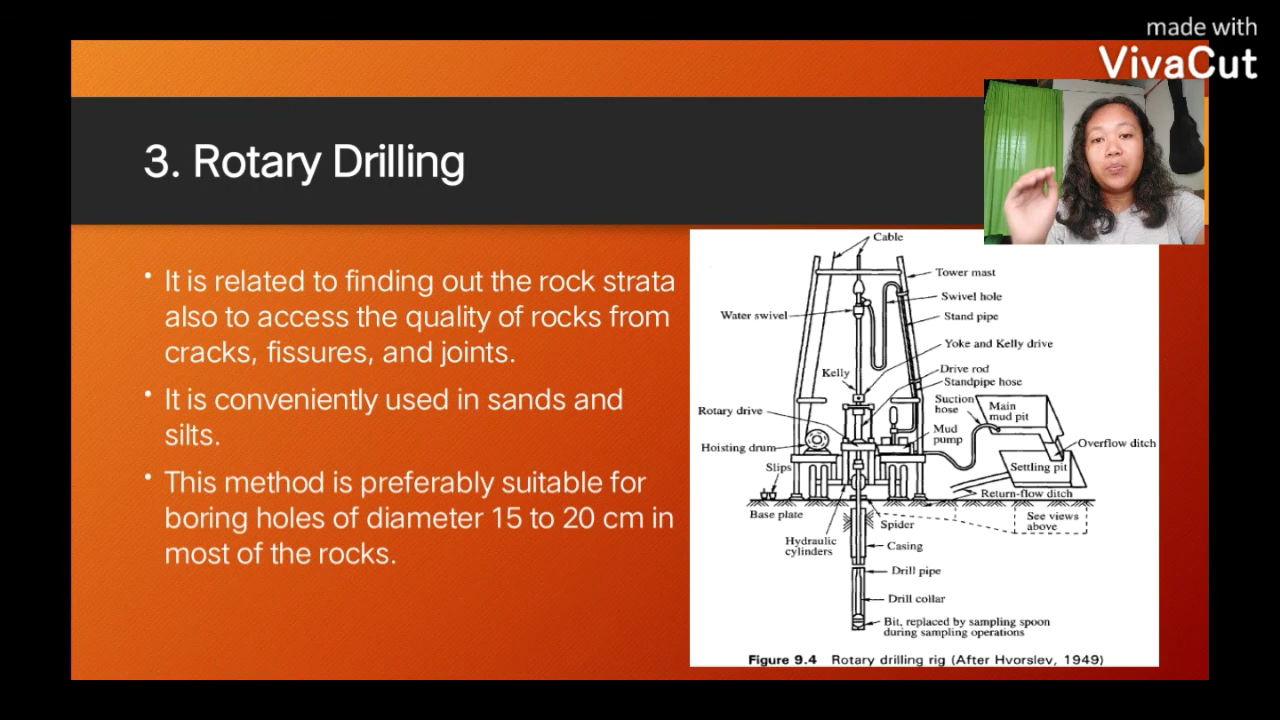 made with
VivaCut
3. Rotary Drilling
• It is related to finding out the rock strata
also to access the quality of rocks from
cracks, fissures, and joints.
• It is conveniently used in sands and
silts.
• This method is preferably suitable for
boring holes of diameter 15 to 20 cm in
most of the rocks.
Cable
Tower mast
Swivel hole
Water swivel
Stand pipe
Yoke and Kelly drive
Kelly
Drive rod
Standpipe hose
Suction
hose
Main
mud pit
Rotary drive
Mud
pump
Hoisting drum
Overflow ditch
Slips
Settling pit
Return-flow ditch
Base plate
Spider
See views
above
Hydraulic
cylinders
Casing
Drill pipe
Drill collar
Bit, replaced by sampling spoon
during sampling operations
Figure 9.4 Rotary drilling rig (After Hvorslev, 1949)